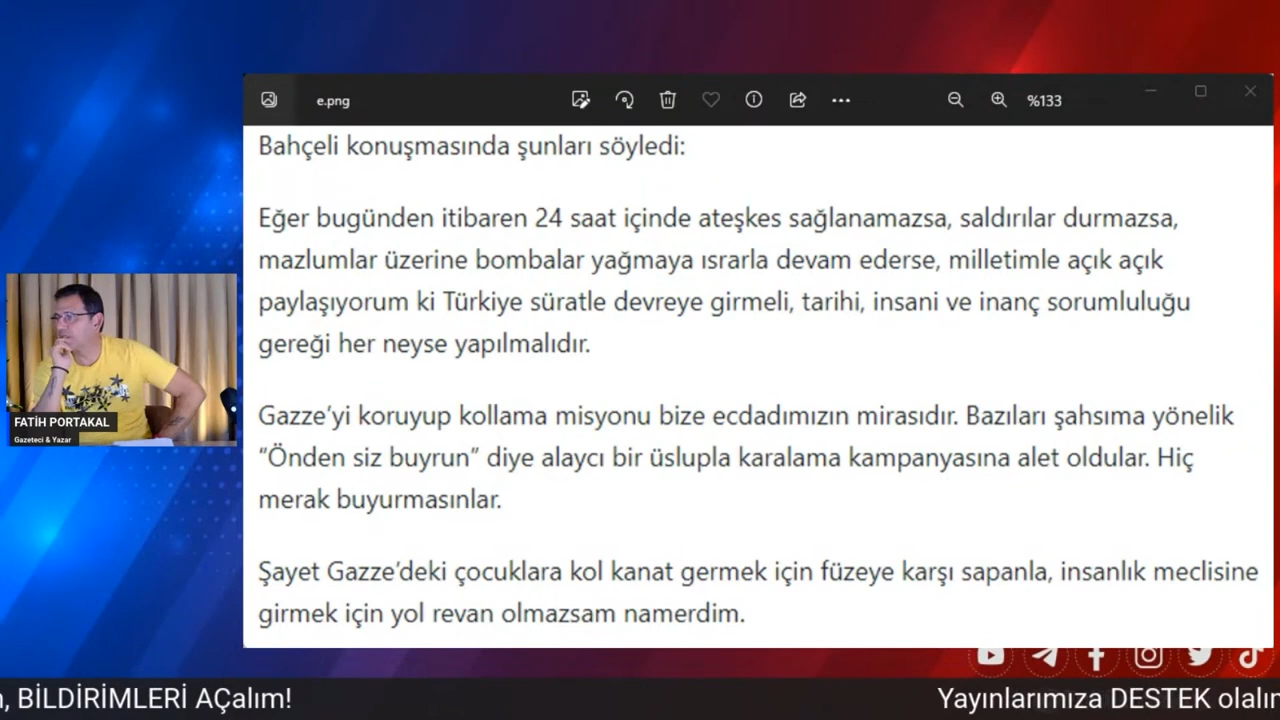 e.png
%133
Bahçeli konuşmasında şunları söyledi:
Eğer bugünden itibaren 24 saat içinde ateşkes sağlanamazsa, saldırılar durmazsa,
mazlumlar üzerine bombalar yağmaya ısrarla devam ederse, milletimle açık açık
paylaşıyorum ki Türkiye süratle devreye girmeli, tarihi, insani ve inanç sorumluluğu
gereği her neyse yapılmalıdır.
Gazze’yi koruyup kollama misyonu bize ecdadımızın mirasıdır. Bazıları şahsıma yönelik
“Önden siz buyrun” diye alaycı bir üslupla karalama kampanyasına alet oldular. Hiç
merak buyurmasınlar.
Şayet Gazze’deki çocuklara kol kanat germek için füzeye karşı sapanla, insanlık meclisine
girmek için yol revan olmazsam namerdim.
FATİH PORTAKAL
Gazeteci & Yazar
, BİLDİRİMLERİ AÇalım!
Yayınlarımıza DESTEK